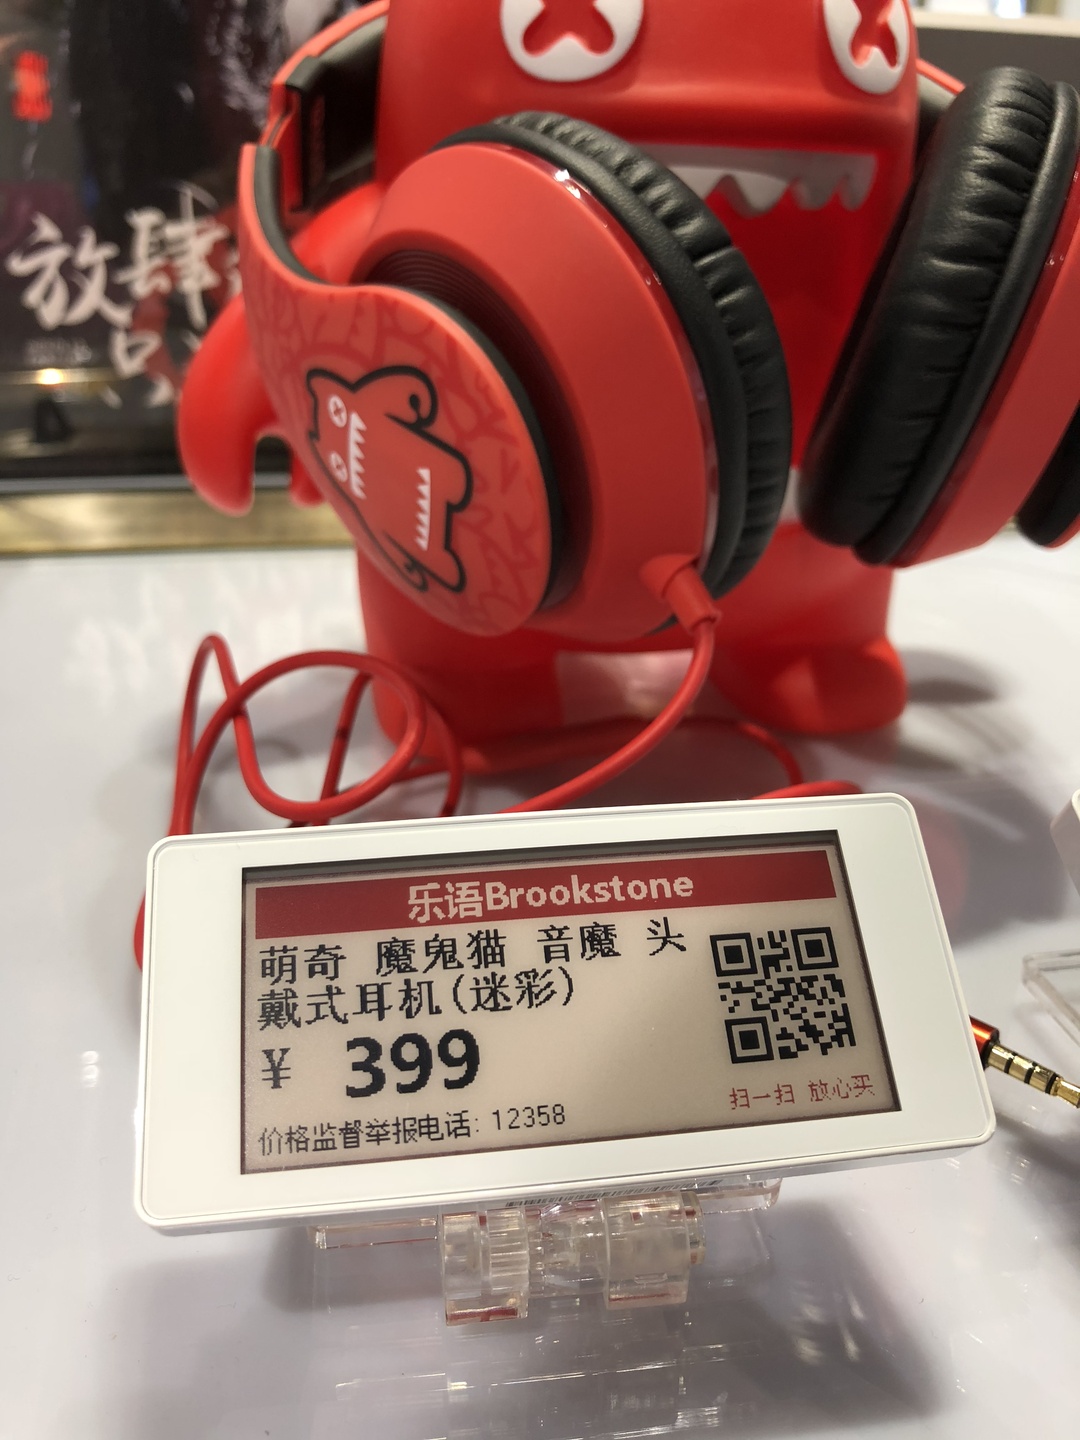 放肆
乐语Brookstone
萌奇 魔鬼猫 音魔 头
戴式耳机(迷彩)
¥ 399
价格监督举报电话: 12358
扫一扫 放心买